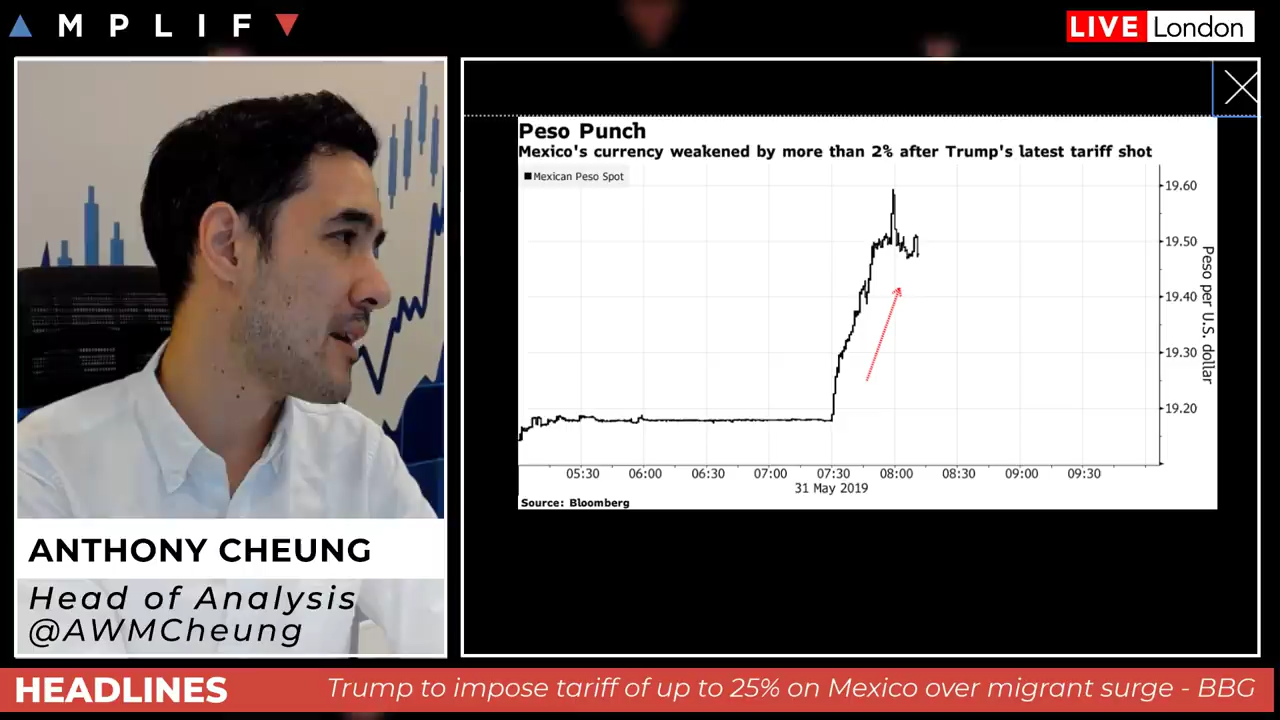 MPLIF
LIVE London
Peso Punch
Mexico's currency weakened by more than 2% after Trump's latest tariff shot
Mexican Peso Spot
19.60
19.50
19.40
19.30
19.20
Peso per U.S. dollar
05:30 06:00 06:30 07:00 07:30 08:00 08:30 09:00 09:30
31 May 2019
Source: Bloomberg
ANTHONY CHEUNG
Head of Analysis
@AWMCheung
HEADLINES Trump to impose tariff of up to 25% on Mexico over migrant surge - BBG